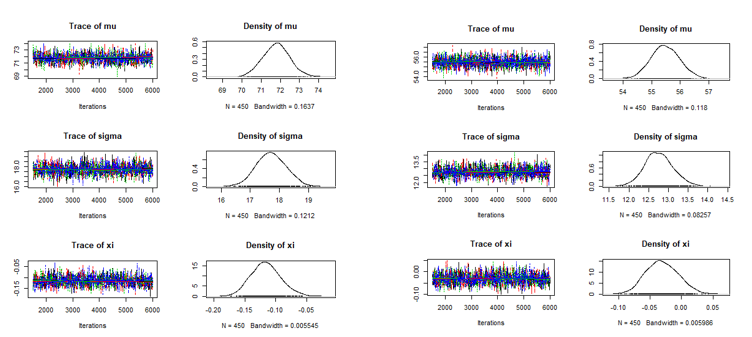 Trace of mu
69 71 73
2000 3000 4000 5000 6000
Iterations
Density of mu
0.0 0.3 0.6
69 70 71 72 73 74
N = 450 Bandwidth = 0.1637
Trace of mu
54.0 56.0
2000 3000 4000 5000 6000
Iterations
Density of mu
0.0 0.4 0.8
54 55 56 57
N = 450 Bandwidth = 0.118
Trace of sigma
16.0 18.0
2000 3000 4000 5000 6000
Iterations
Density of sigma
0.0 0.4
16 17 18 19
N = 450 Bandwidth = 0.1212
Trace of sigma
12.0 13.5
2000 3000 4000 5000 6000
Iterations
Density of sigma
0.0 0.6
11.5 12.0 12.5 13.0 13.5 14.0 14.5
N = 450 Bandwidth = 0.08257
Trace of xi
-0.15 -0.05
2000 3000 4000 5000 6000
Iterations
Density of xi
0 5 15
-0.20 -0.15 -0.10 -0.05
N = 450 Bandwidth = 0.005545
Trace of xi
-0.10 0.00
2000 3000 4000 5000 6000
Iterations
Density of xi
0 5 10
-0.10 -0.05 0.00 0.05
N = 450 Bandwidth = 0.005986